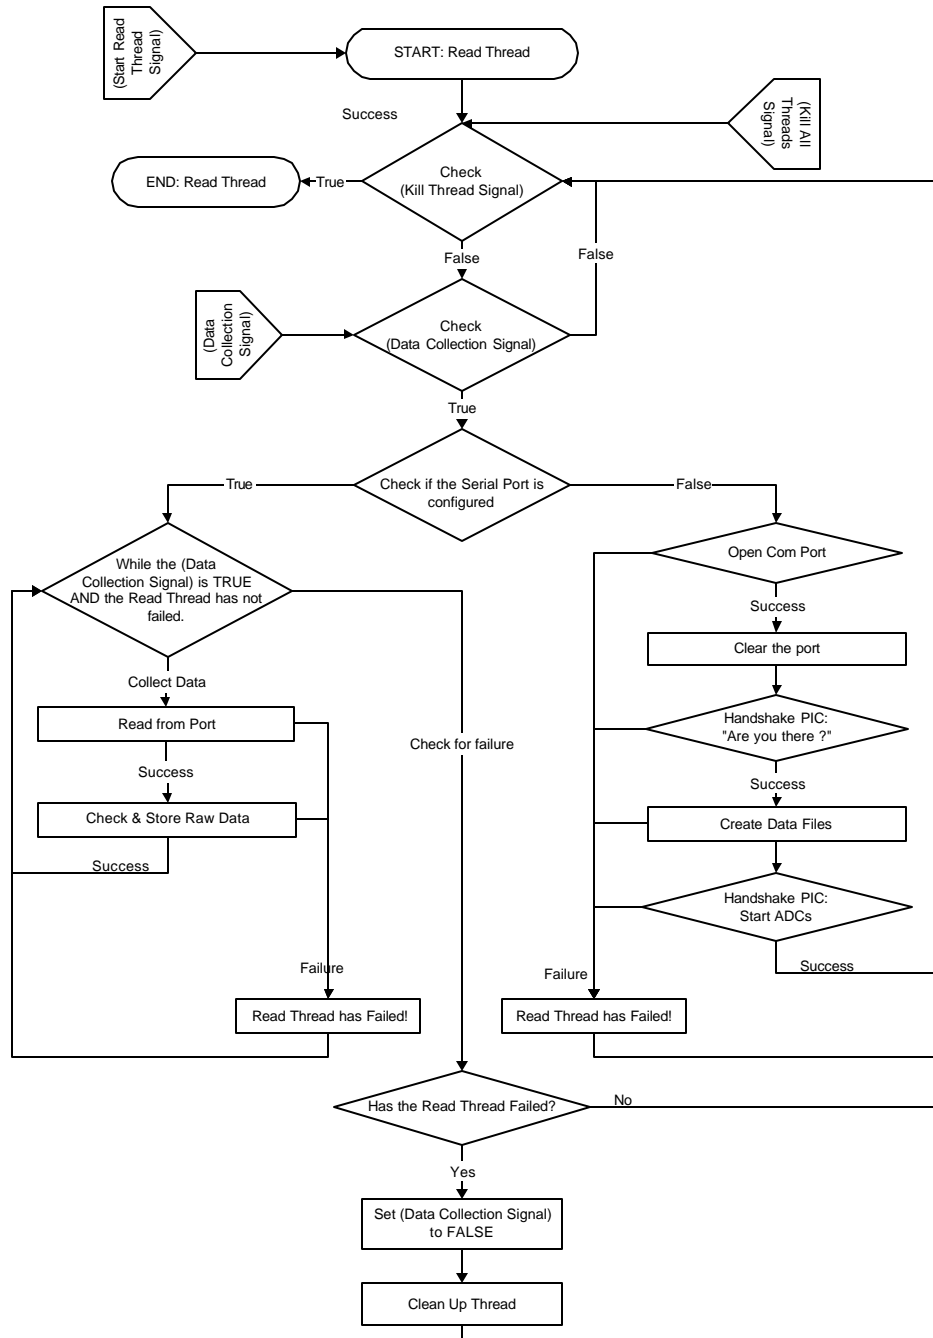 (Start Read
Thread
Signal)
START: Read Thread
Success
(Kill All
Threads
Signal)
Check
(Kill Thread Signal)
True
END: Read Thread
False
False
(Data
Collection
Signal)
Check
(Data Collection Signal)
True
Check if the Serial Port is
configured
True
False
While the (Data
Collection Signal) is TRUE
AND the Read Thread has not
failed.
Open Com Port
Success
Clear the port
Collect Data
Read from Port
Handshake PIC:
"Are you there ?"
Check for failure
Success
Success
Check & Store Raw Data
Create Data Files
Success
Handshake PIC:
Start ADCs
Success
Failure
Failure
Read Thread has Failed!
Read Thread has Failed!
Has the Read Thread Failed?
No
Yes
Set (Data Collection Signal)
to FALSE
Clean Up Thread